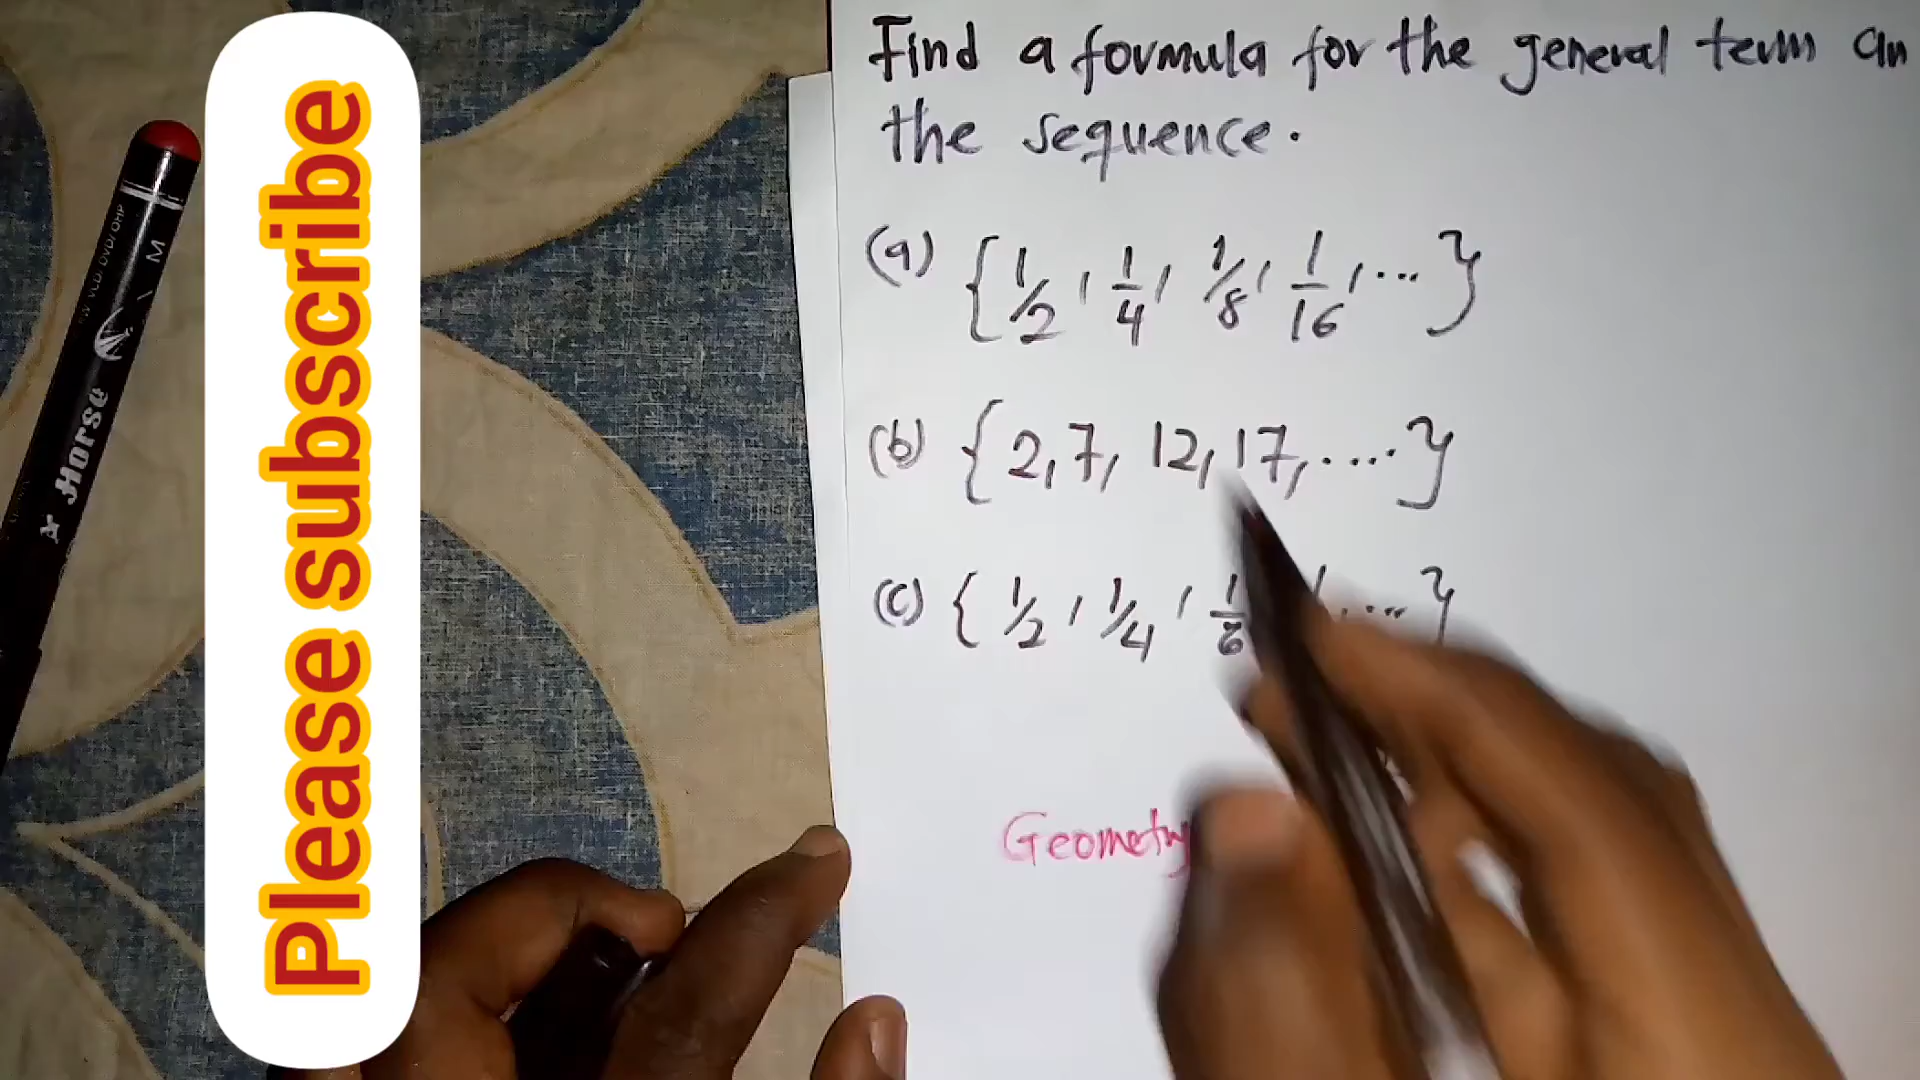 Please subscribe
Horse
M
Find a formula for the general term an
the sequence.
(a) {1/2, 1/4, 1/8, 1/16, ...}
(b) {2, 7, 12, 17, ....}
(c) {1/2, 1/4, 1/6, 1 ....}
Geometry